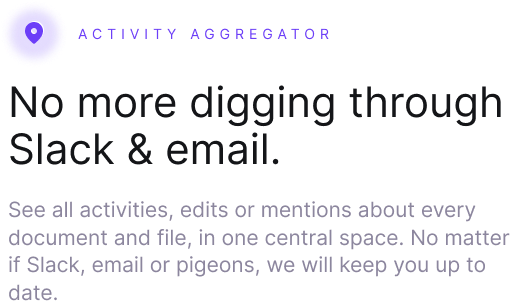 ACTIVITY AGGREGATOR
No more digging through
Slack & email.
See all activities, edits or mentions about every
document and file, in one central space. No matter
if Slack, email or pigeons, we will keep you up to
date.